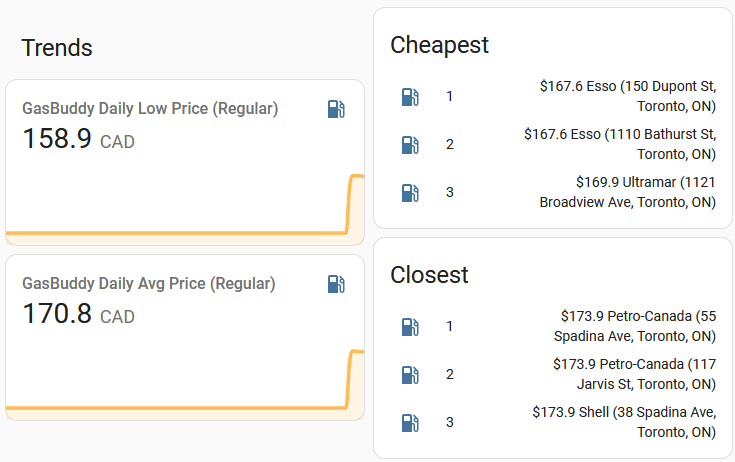 Trends
GasBuddy Daily Low Price (Regular)
158.9 CAD
GasBuddy Daily Avg Price (Regular)
170.8 CAD
Cheapest
1
$167.6 Esso (150 Dupont St,
Toronto, ON)
2
$167.6 Esso (1110 Bathurst St,
Toronto, ON)
3
$169.9 Ultramar (1121
Broadview Ave, Toronto, ON)
Closest
1
$173.9 Petro-Canada (55
Spadina Ave, Toronto, ON)
2
$173.9 Petro-Canada (117
Jarvis St, Toronto, ON)
3
$173.9 Shell (38 Spadina Ave,
Toronto, ON)